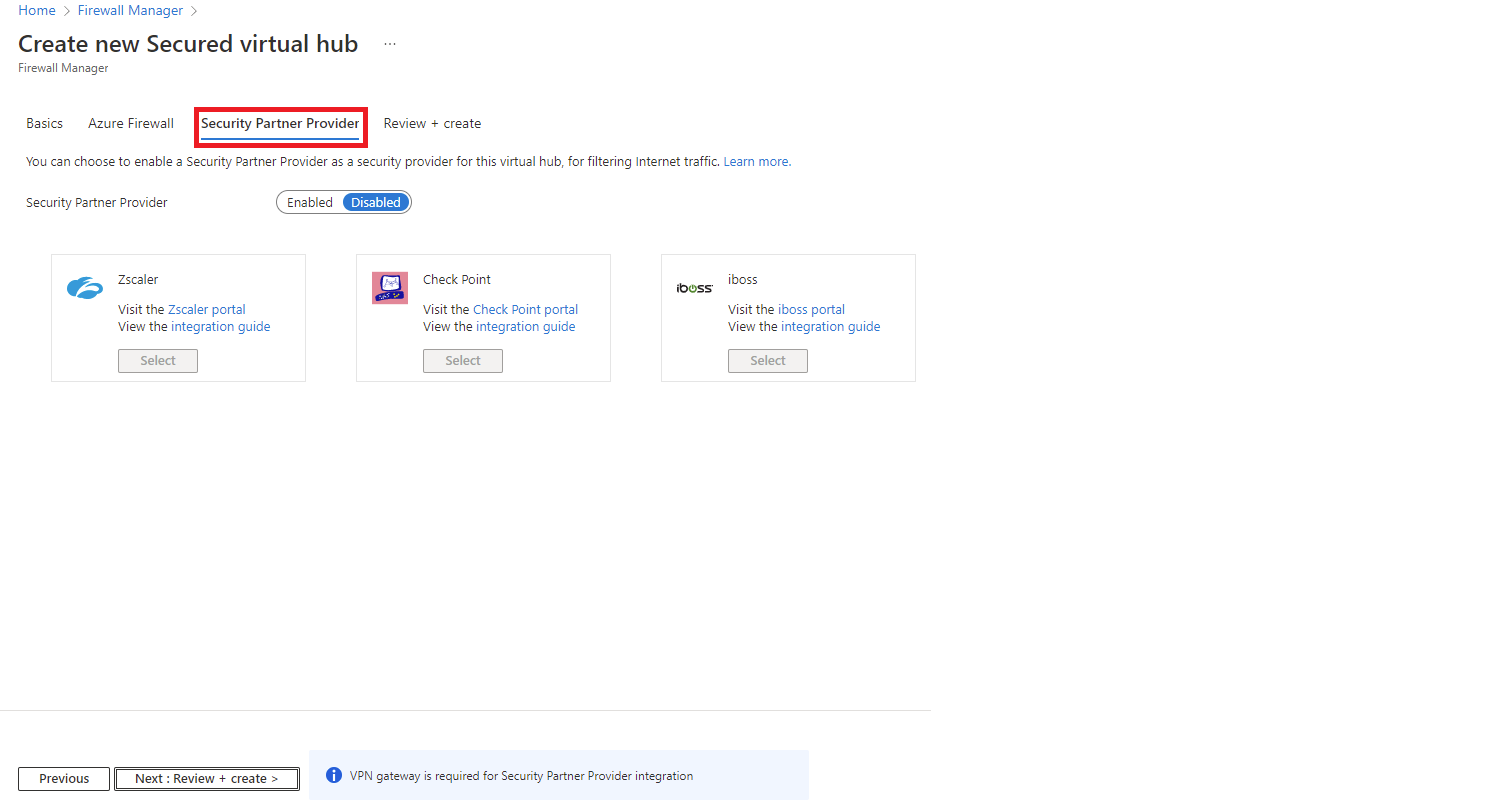 Home > Firewall Manager >
Create new Secured virtual hub ...
Firewall Manager
Basics Azure Firewall Security Partner Provider Review + create
You can choose to enable a Security Partner Provider as a security provider for this virtual hub, for filtering Internet traffic. Learn more.
Security Partner Provider Enabled Disabled
Zscaler
Visit the Zscaler portal
View the integration guide
Select
Check Point
Visit the Check Point portal
View the integration guide
Select
iboss
iboss
Visit the iboss portal
View the integration guide
Select
Previous Next : Review + create > VPN gateway is required for Security Partner Provider integration